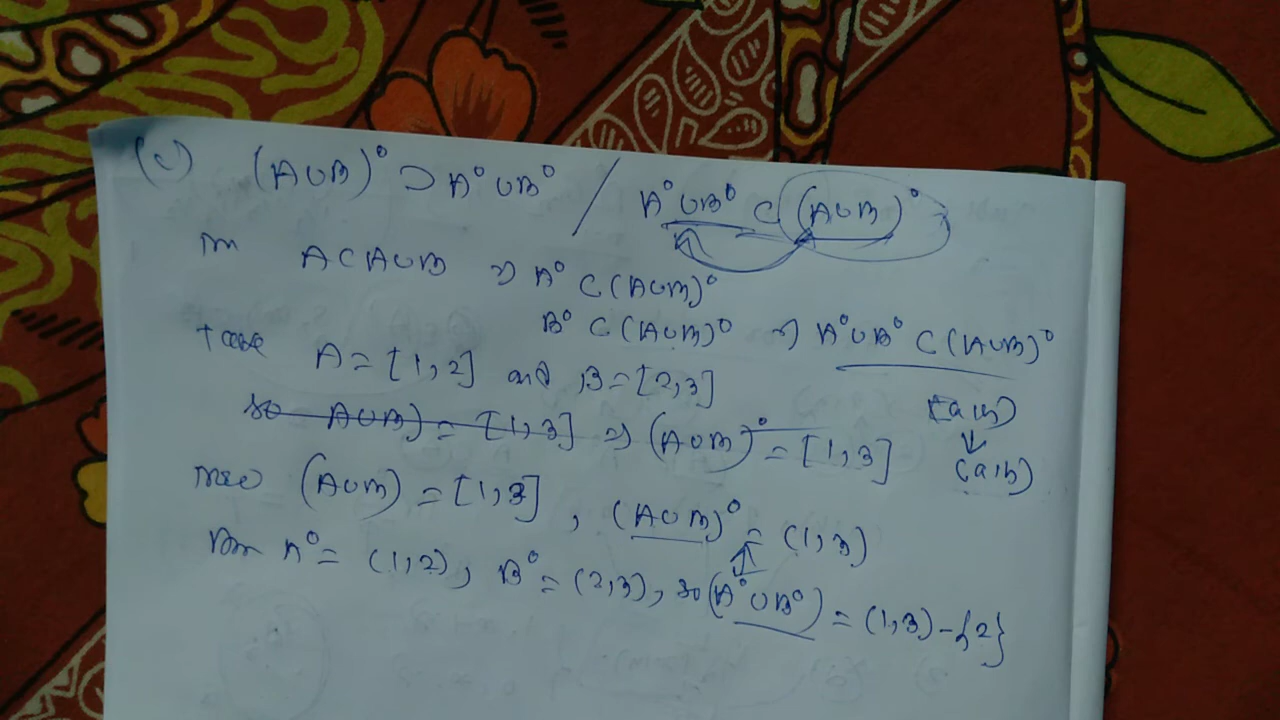 (c) (A∪B)° ⊃ A°∪B° / A°∪B° ⊂ (A∪B)°
A⊂A∪B ⇒ A° ⊂ (A∪B)°
B° ⊂ (A∪B)° ⇒ A°∪B° ⊂ (A∪B)°
take A = [1,2] and B = [2,3]
[a,b)
so A∪B) = [1,3] ⇒ (A∪B)° = [1,3]
(a,b)
(A∪B) = [1,3], (A∪B)° = (1,3)
A° = (1,2), B° = (2,3), so (A°∪B°) = (1,3)-{2}